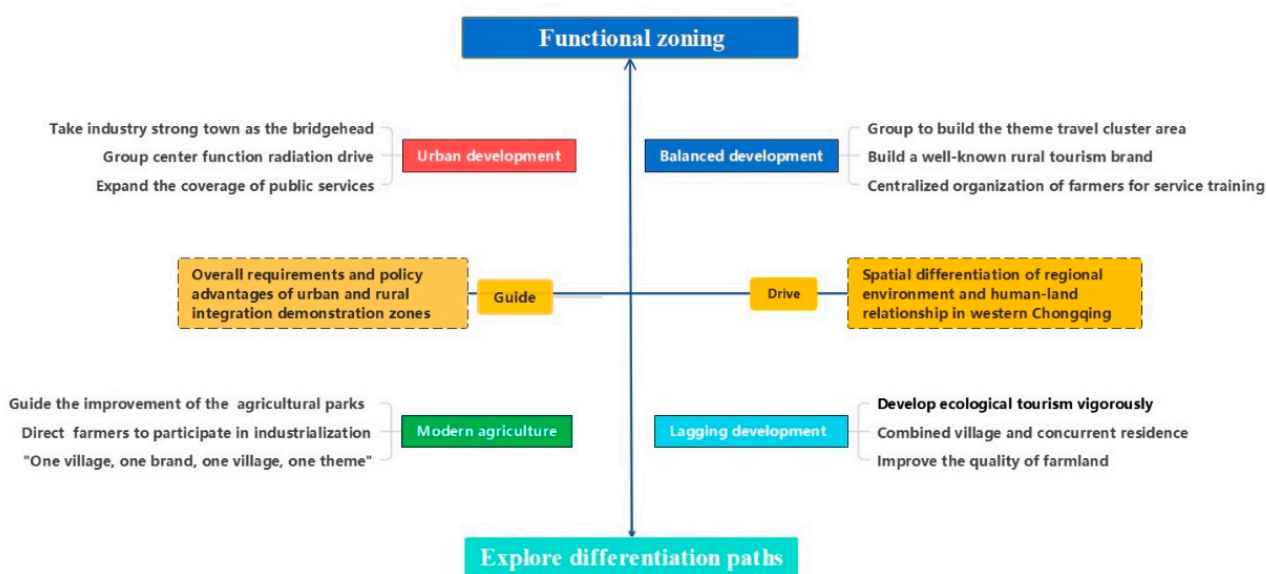 Functional zoning
Take industry strong town as the bridgehead
Group center function radiation drive
Expand the coverage of public services
Urban development
Balanced development
Group to build the theme travel cluster area
Build a well-known rural tourism brand
Centralized organization of farmers for service training
Overall requirements and policy
advantages of urban and rural
integration demonstration zones
Guide
Drive
Spatial differentiation of regional
environment and human-land
relationship in western Chongqing
Guide the improvement of the agricultural parks
Direct farmers to participate in industrialization
"One village, one brand, one village, one theme"
Modern agriculture
Lagging development
Develop ecological tourism vigorously
Combined village and concurrent residence
Improve the quality of farmland
Explore differentiation paths